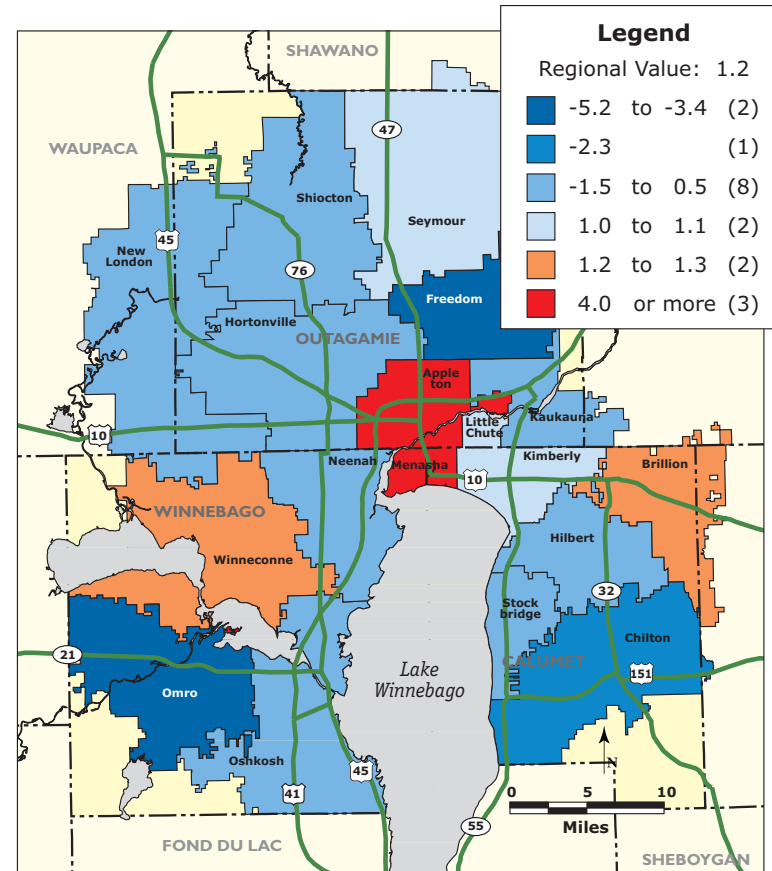 SHAWANO
Legend
Regional Value: 1.2
-5.2 to -3.4 (2)
-2.3 (1)
-1.5 to 0.5 (8)
1.0 to 1.1 (2)
1.2 to 1.3 (2)
4.0 or more (3)
47
WAUPACA
Shiocton
Seymour
45
New
London
76
Freedom
Hortonville
OUTAGAMIE
Apple
ton
Little
Chute
Kaukauna
10
Neenah
Menasha
Kimberly
Brillion
10
WINNEBAGO
Winneconne
Hilbert
32
Stock
bridge
Chilton
21
Lake
Winnebago
CALUMET
151
Omro
N
Oshkosh
45
41
0 5 10
Miles
55
FOND DU LAC
SHEBOYGAN